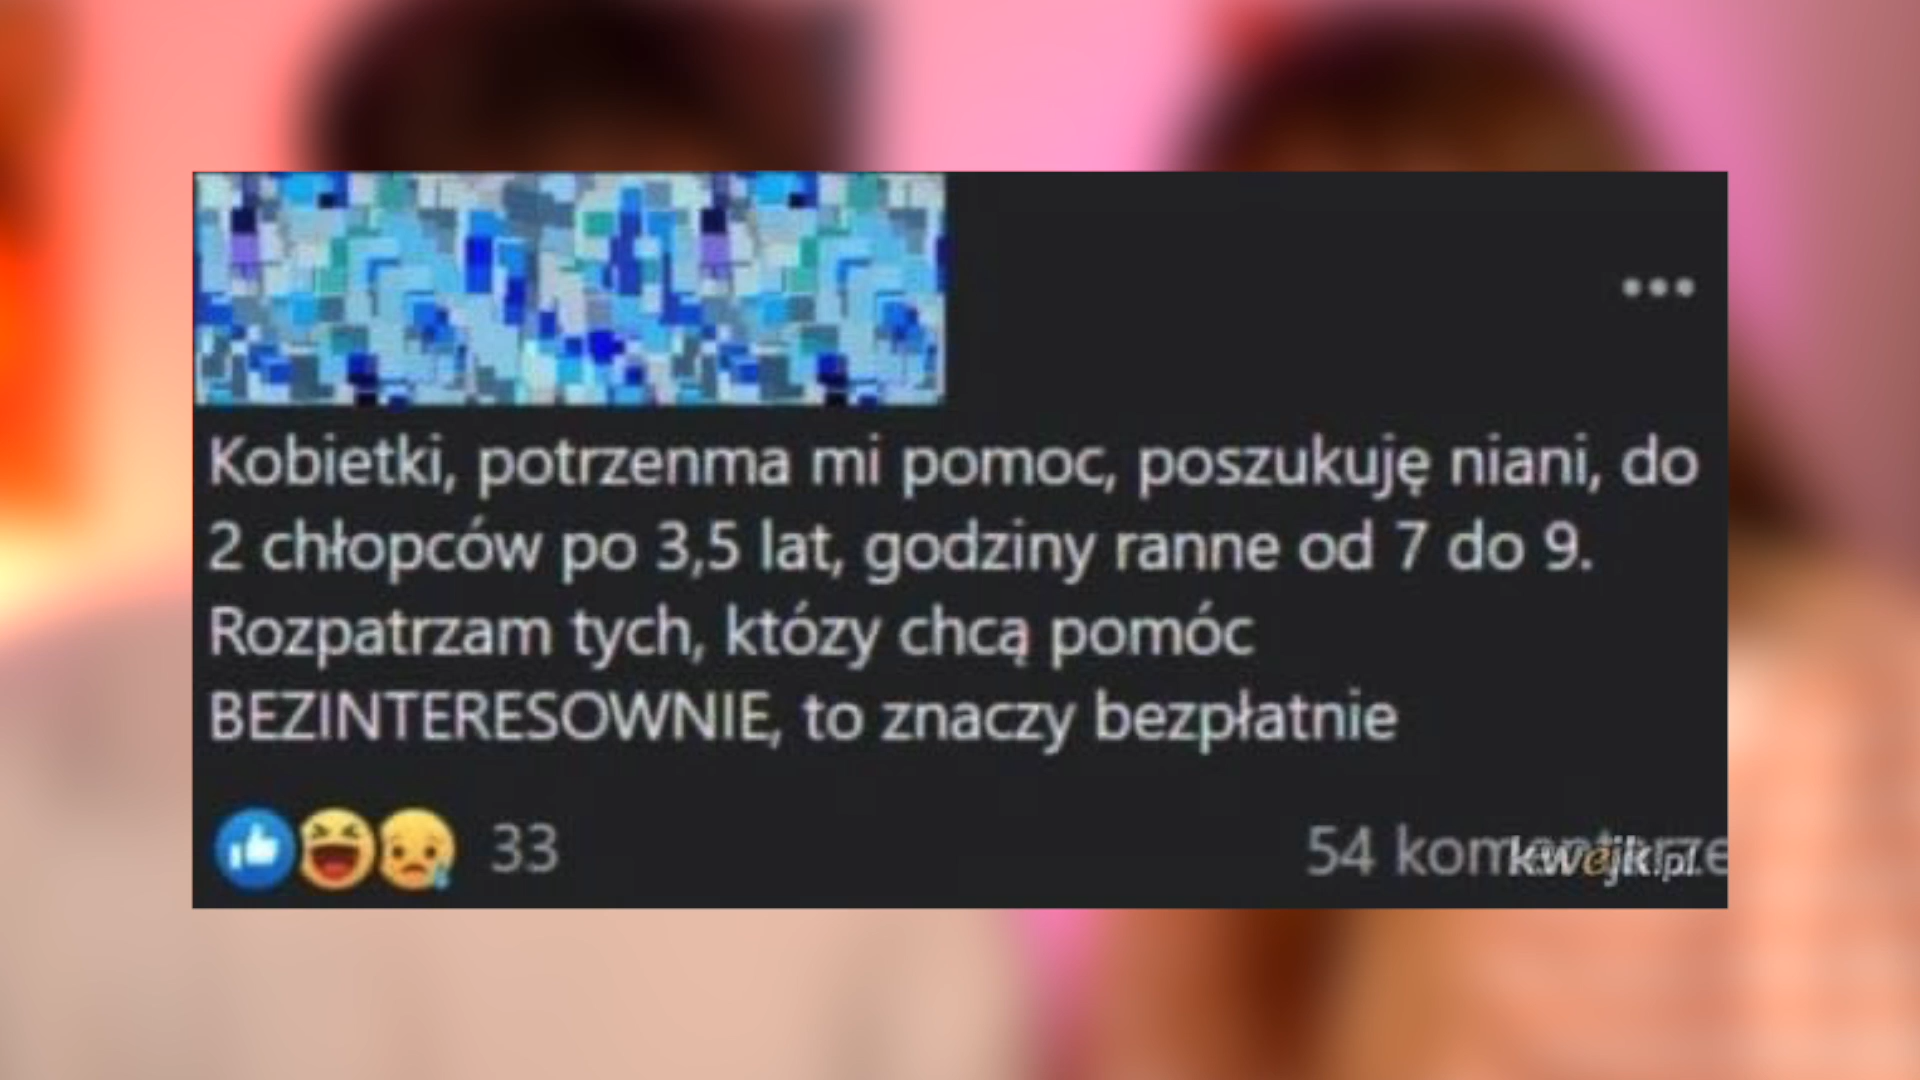 Kobietki, potrzenma mi pomoc, poszukuję niani, do
2 chłopców po 3,5 lat, godziny ranne od 7 do 9.
Rozpatrzam tych, któzy chcą pomóc
BEZINTERESOWNIE, to znaczy bezpłatnie
33
54
kwejk.pl